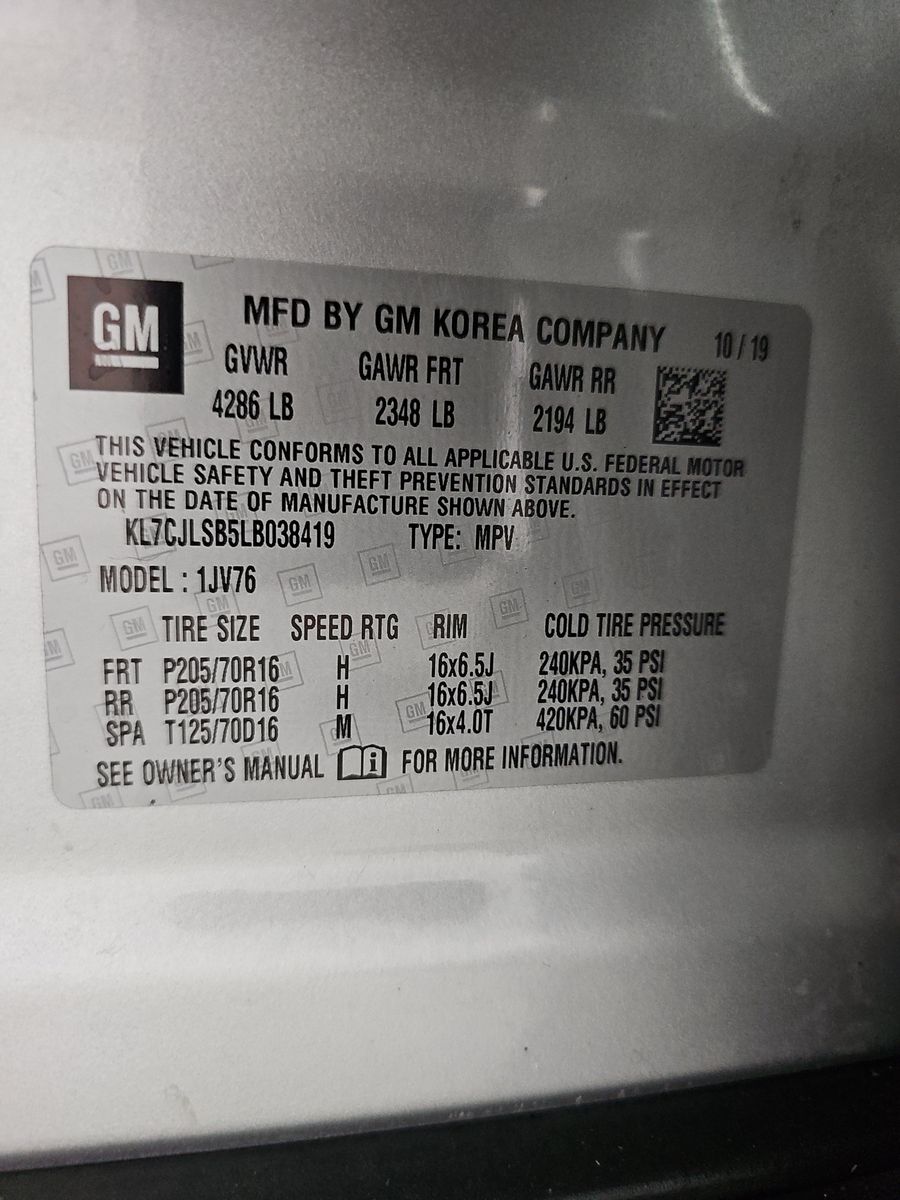 GM
MFD BY GM KOREA COMPANY 10 / 19
GVWR GAWR FRT GAWR RR
4286 LB 2348 LB 2194 LB
THIS VEHICLE CONFORMS TO ALL APPLICABLE U.S. FEDERAL MOTOR
VEHICLE SAFETY AND THEFT PREVENTION STANDARDS IN EFFECT
ON THE DATE OF MANUFACTURE SHOWN ABOVE.
KL7CJLSB5LB038419 TYPE: MPV
MODEL : 1JV76
TIRE SIZE SPEED RTG RIM COLD TIRE PRESSURE
FRT P205/70R16 H 16x6.5J 240KPA, 35 PSI
RR P205/70R16 H 16x6.5J 240KPA, 35 PSI
SPA T125/70D16 M 16x4.0T 420KPA, 60 PSI
SEE OWNER'S MANUAL i FOR MORE INFORMATION.